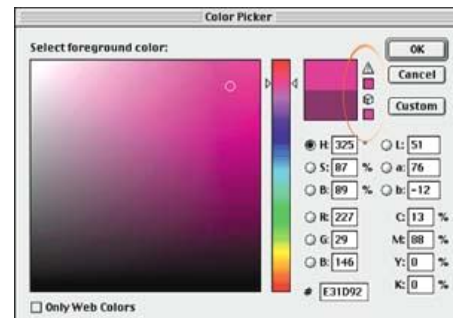 Color Picker
Select foreground color:
OK
Cancel
Custom
H: 325 ° L: 51
S: 87 % a: 76
B: 89 % b: -12
R: 227 C: 13 %
G: 29 M: 88 %
B: 146 Y: 0 %
# E31D92 K: 0 %
Only Web Colors